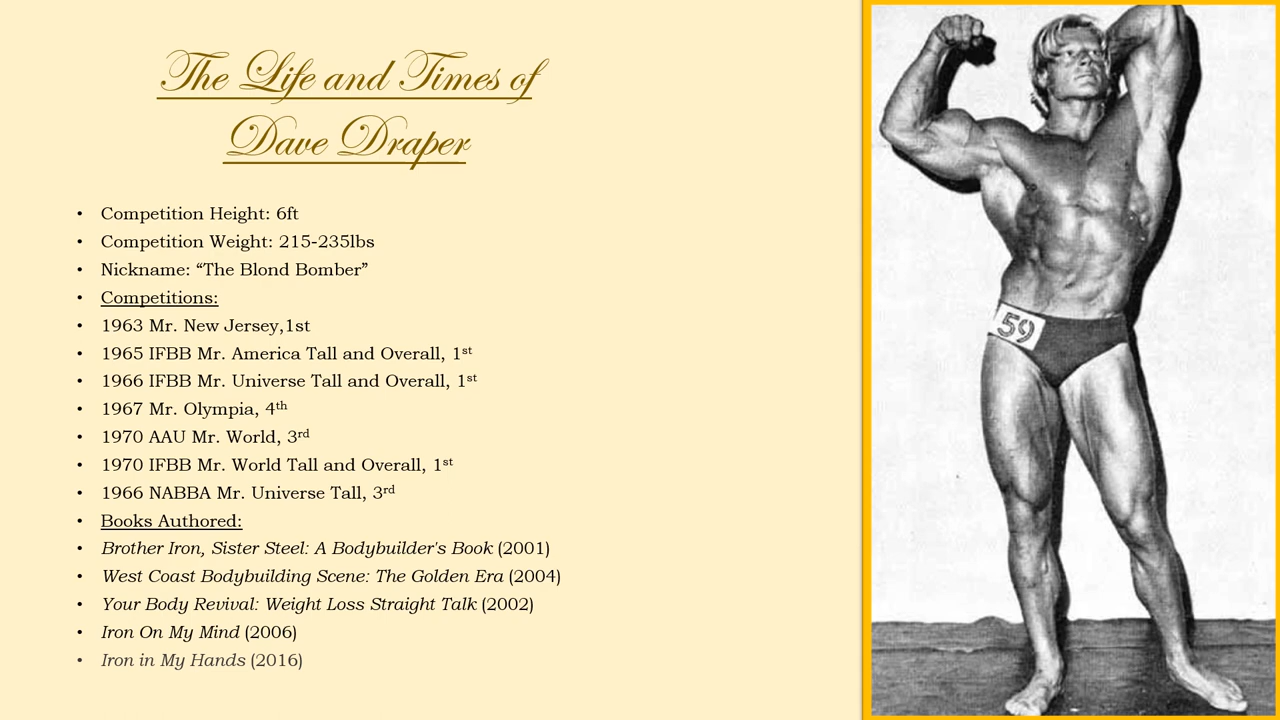 The Life and Times of
Dave Draper
• Competition Height: 6ft
• Competition Weight: 215-235lbs
• Nickname: “The Blond Bomber”
• Competitions:
• 1963 Mr. New Jersey,1st
• 1965 IFBB Mr. America Tall and Overall, 1st
• 1966 IFBB Mr. Universe Tall and Overall, 1st
• 1967 Mr. Olympia, 4th
• 1970 AAU Mr. World, 3rd
• 1970 IFBB Mr. World Tall and Overall, 1st
• 1966 NABBA Mr. Universe Tall, 3rd
• Books Authored:
• Brother Iron, Sister Steel: A Bodybuilder's Book (2001)
• West Coast Bodybuilding Scene: The Golden Era (2004)
• Your Body Revival: Weight Loss Straight Talk (2002)
• Iron On My Mind (2006)
• Iron in My Hands (2016)
59